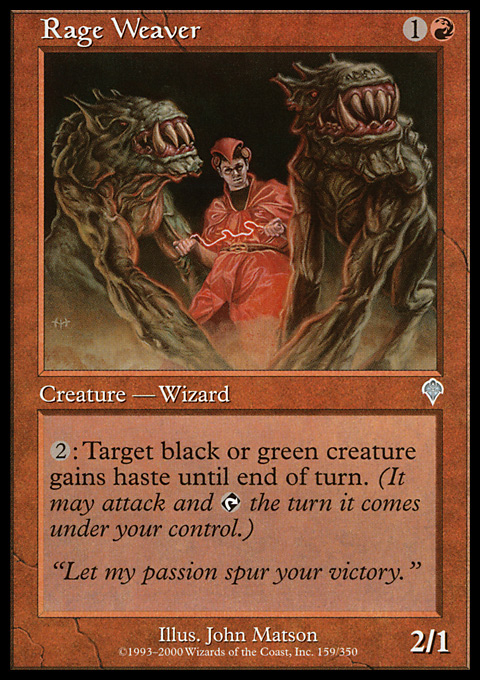 Rage Weaver 1
Creature — Wizard
2: Target black or green creature
gains haste until end of turn. (It
may attack and the turn it comes
under your control.)
“Let my passion spur your victory.”
Illus. John Matson
©1993–2000 Wizards of the Coast, Inc. 159/350
2/1